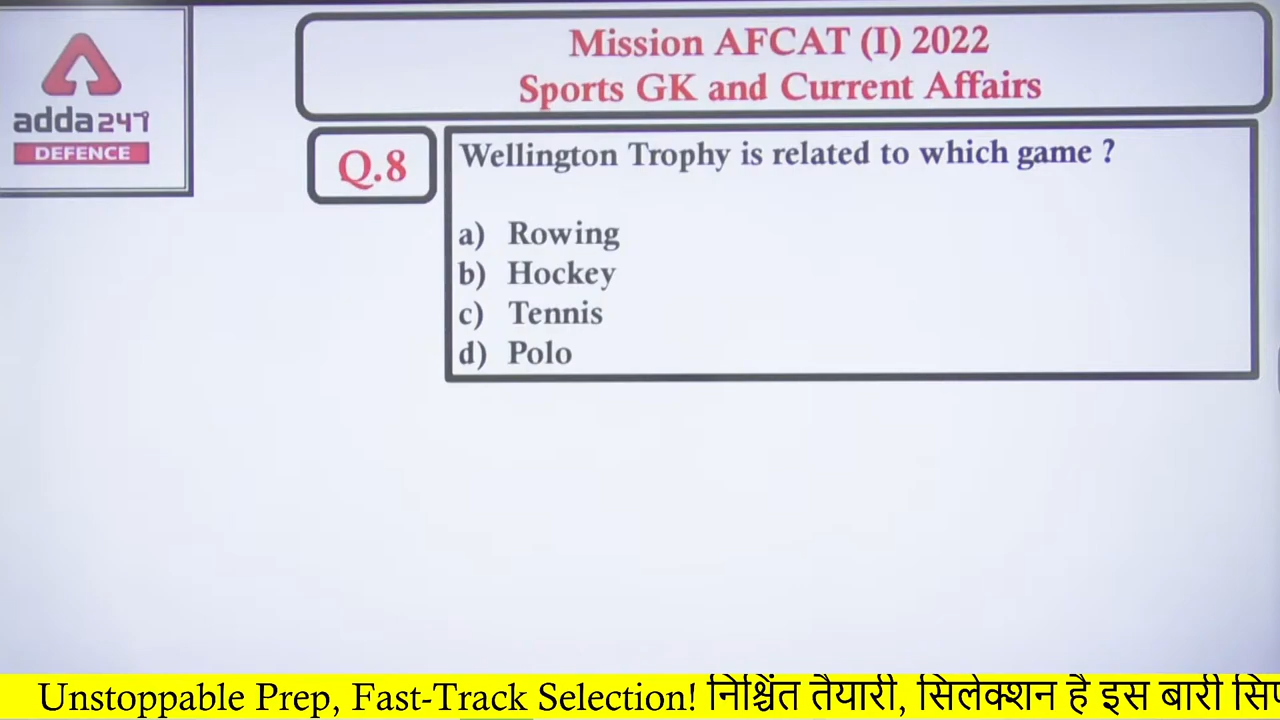 Mission AFCAT (I) 2022
Sports GK and Current Affairs
adda247
DEFENCE
Q.8
Wellington Trophy is related to which game ?
a) Rowing
b) Hockey
c) Tennis
d) Polo
Unstoppable Prep, Fast-Track Selection! निश्चिंत तैयारी, सिलेक्शन है इस बारी